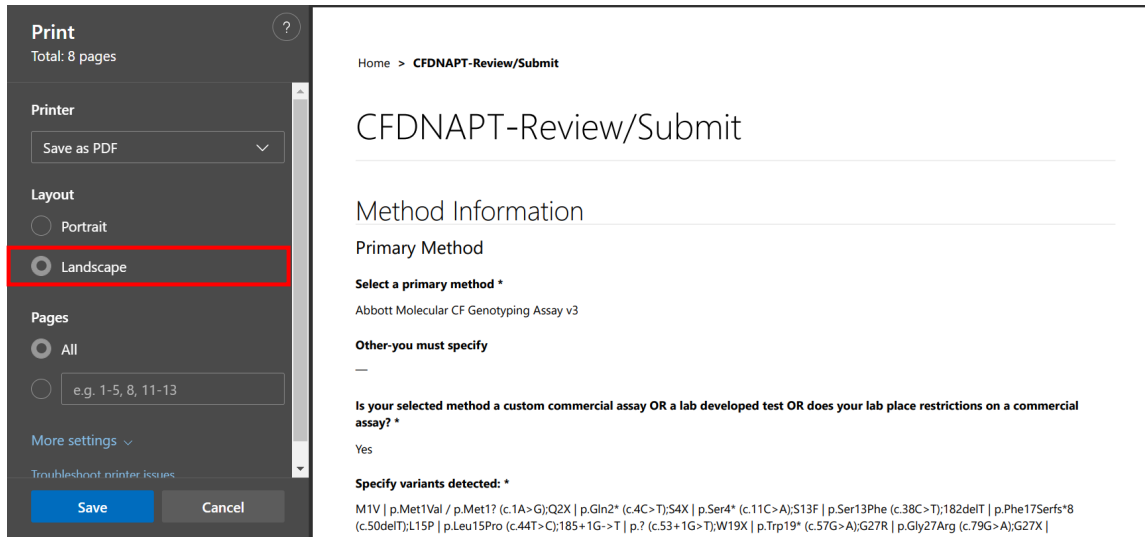 Print
?
Total: 8 pages
Printer
Save as PDF
Layout
Portrait
Landscape
Pages
All
e.g. 1-5, 8, 11-13
More settings
Troubleshoot printer issues
Save
Cancel
Home > CFDNAPT-Review/Submit
CFDNAPT-Review/Submit
Method Information
Primary Method
Select a primary method *
Abbott Molecular CF Genotyping Assay v3
Other-you must specify
—
Is your selected method a custom commercial assay OR a lab developed test OR does your lab place restrictions on a commercial
assay? *
Yes
Specify variants detected: *
M1V | p.Met1Val / p.Met1? (c.1A>G);Q2X | p.Gln2* (c.4C>T);S4X | p.Ser4* (c.11C>A);S13F | p.Ser13Phe (c.38C>T);182delT | p.Phe17Serfs*8
(c.50delT);L15P | p.Leu15Pro (c.44T>C);185+1G->T | p.? (c.53+1G>T);W19X | p.Trp19* (c.57G>A);G27R | p.Gly27Arg (c.79G>A);G27X |